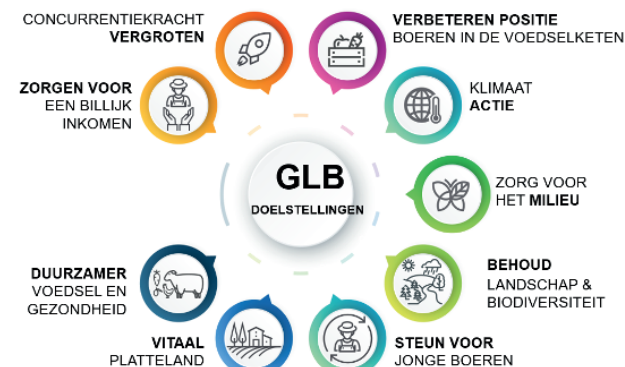 CONCURRENTIEKRACHT
VERGROTEN
VERBETEREN POSITIE
BOEREN IN DE VOEDSELKETEN
ZORGEN VOOR
EEN BILLIJK
INKOMEN
KLIMAAT
ACTIE
GLB
DOELSTELLINGEN
ZORG VOOR
HET MILIEU
DUURZAMER
VOEDSEL EN
GEZONDHEID
BEHOUD
LANDSCHAP &
BIODIVERSITEIT
VITAAL
PLATTELAND
STEUN VOOR
JONGE BOEREN